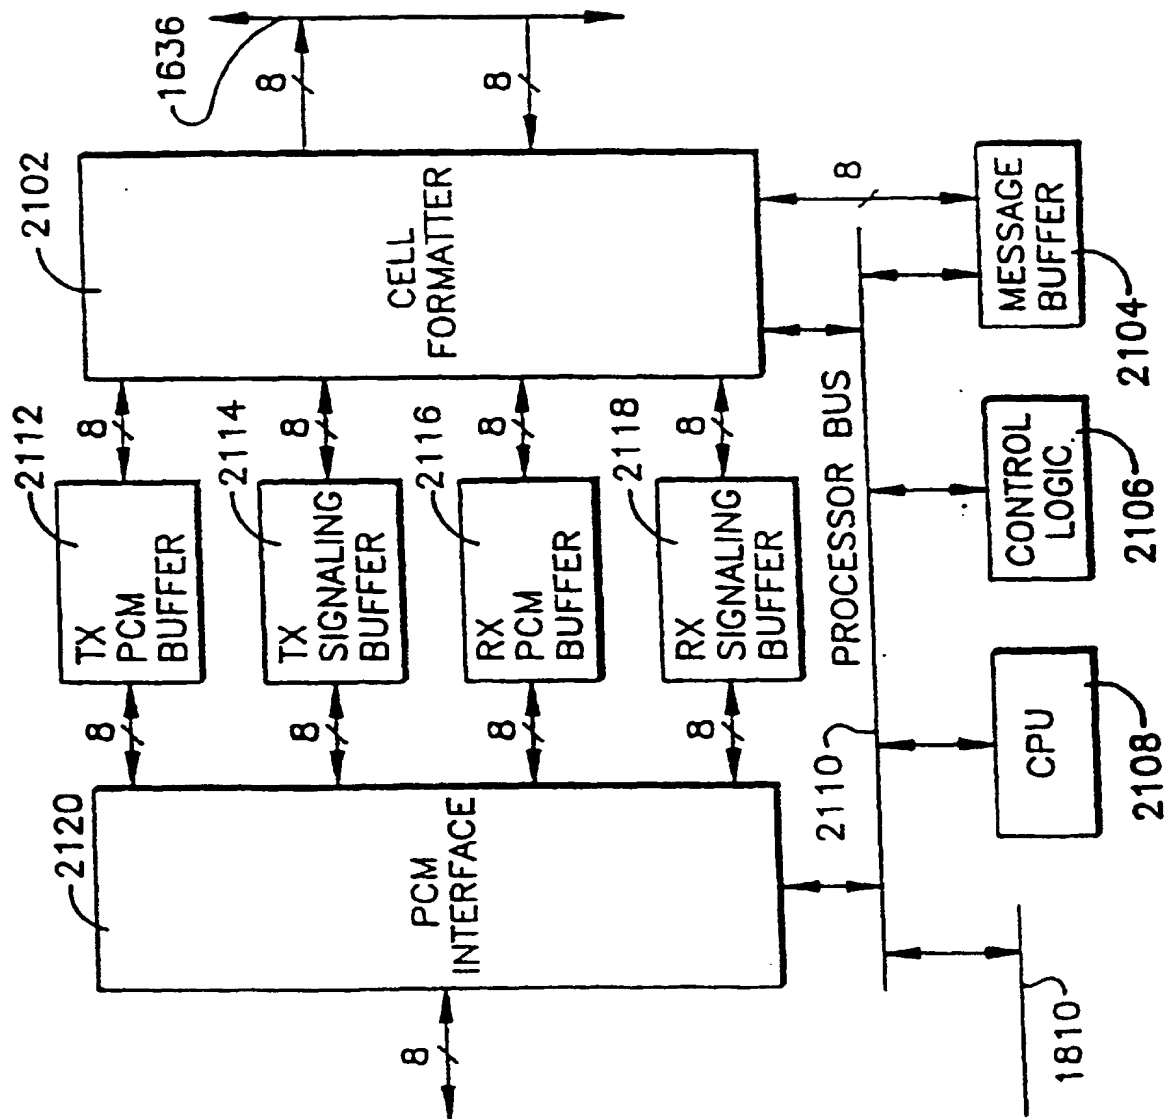 1636
8
8
2102
CELL
FORMATTER
8
8
8
8
8
2112
2114
2116
2118
TX
PCM
BUFFER
TX
SIGNALING
BUFFER
RX
PCM
BUFFER
RX
SIGNALING
BUFFER
8
8
8
8
2120
PCM
INTERFACE
8
PROCESSOR BUS
2110
MESSAGE
BUFFER
2104
CONTROL
LOGIC
2106
CPU
2108
1810